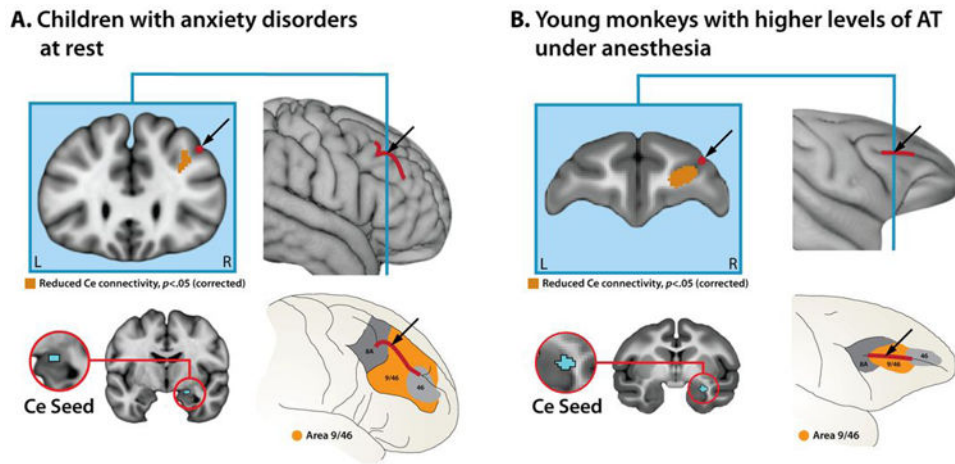 A. Children with anxiety disorders
at rest
L
R
Reduced Ce connectivity, p<.05 (corrected)
Ce Seed
8A
9/46
46
Area 9/46
B. Young monkeys with higher levels of AT
under anesthesia
L
R
Reduced Ce connectivity, p<.05 (corrected)
Ce Seed
8A
9/46
46
Area 9/46